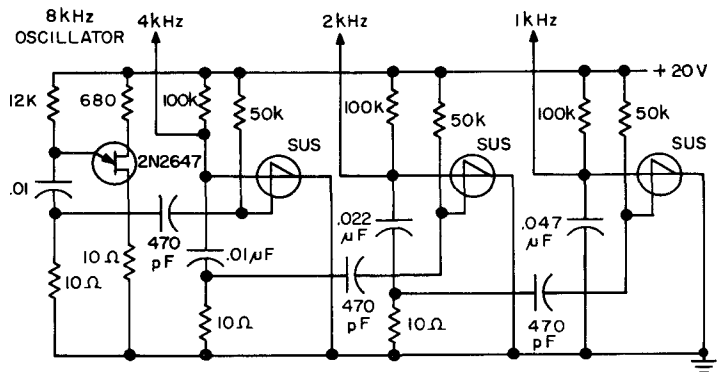 8kHz
OSCILLATOR
4kHz
2kHz
1kHz
+20V
12K
680
100k
50k
SUS
100k
50k
SUS
100k
50k
SUS
2N2647
.01
470
pF
.01µF
.022
µF
.047
µF
10Ω
10Ω
10Ω
470
pF
10Ω
470
pF